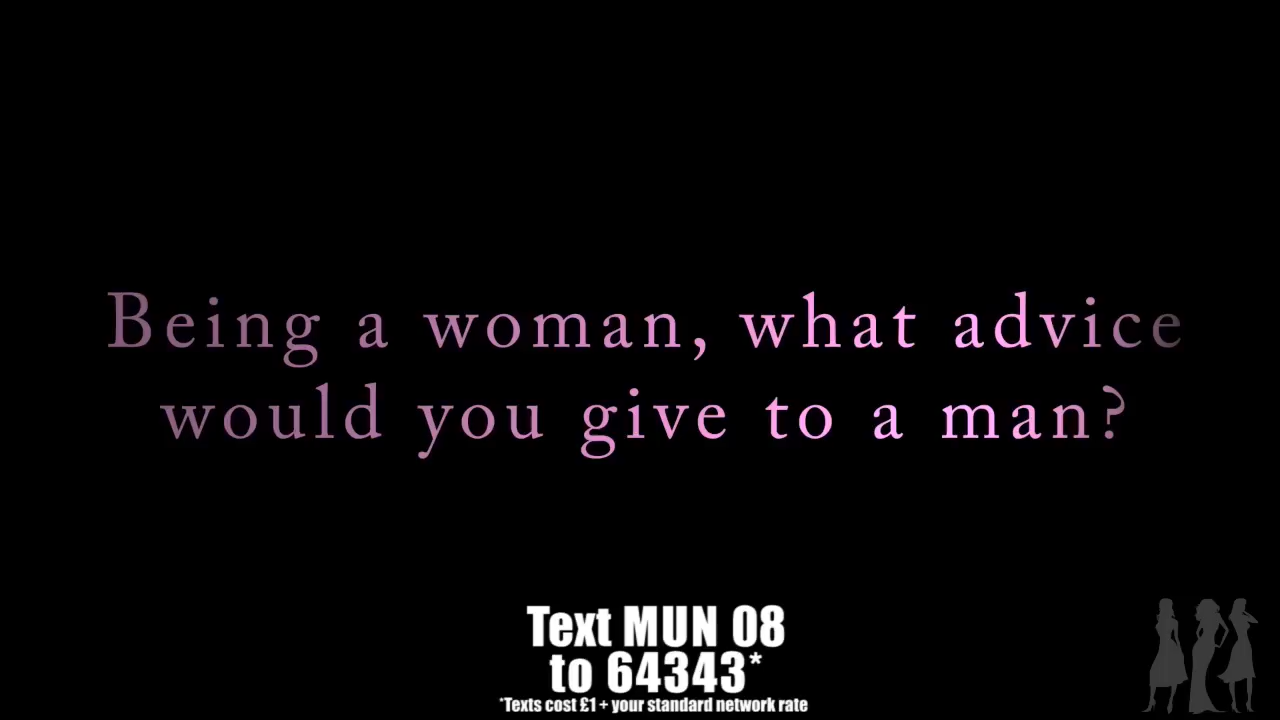 Being a woman, what advice
would you give to a man?
Text MUN 08
to 64343*
*Texts cost £1 + your standard network rate